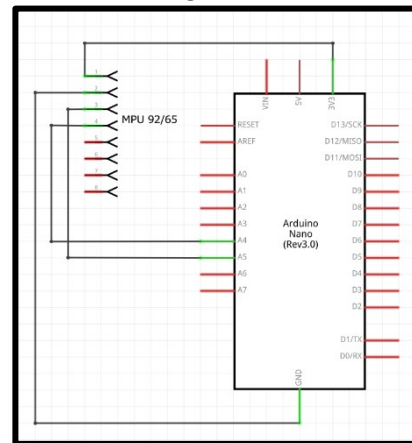 1
2
3
4
5
6
7
8
MPU 92/65
VIN
5V
3V3
RESET
AREF
A0
A1
A2
A3
A4
A5
A6
A7
Arduino
Nano
(Rev3.0)
D13/SCK
D12/MISO
D11/MOSI
D10
D9
D8
D7
D6
D5
D4
D3
D2
D1/TX
D0/RX
GND